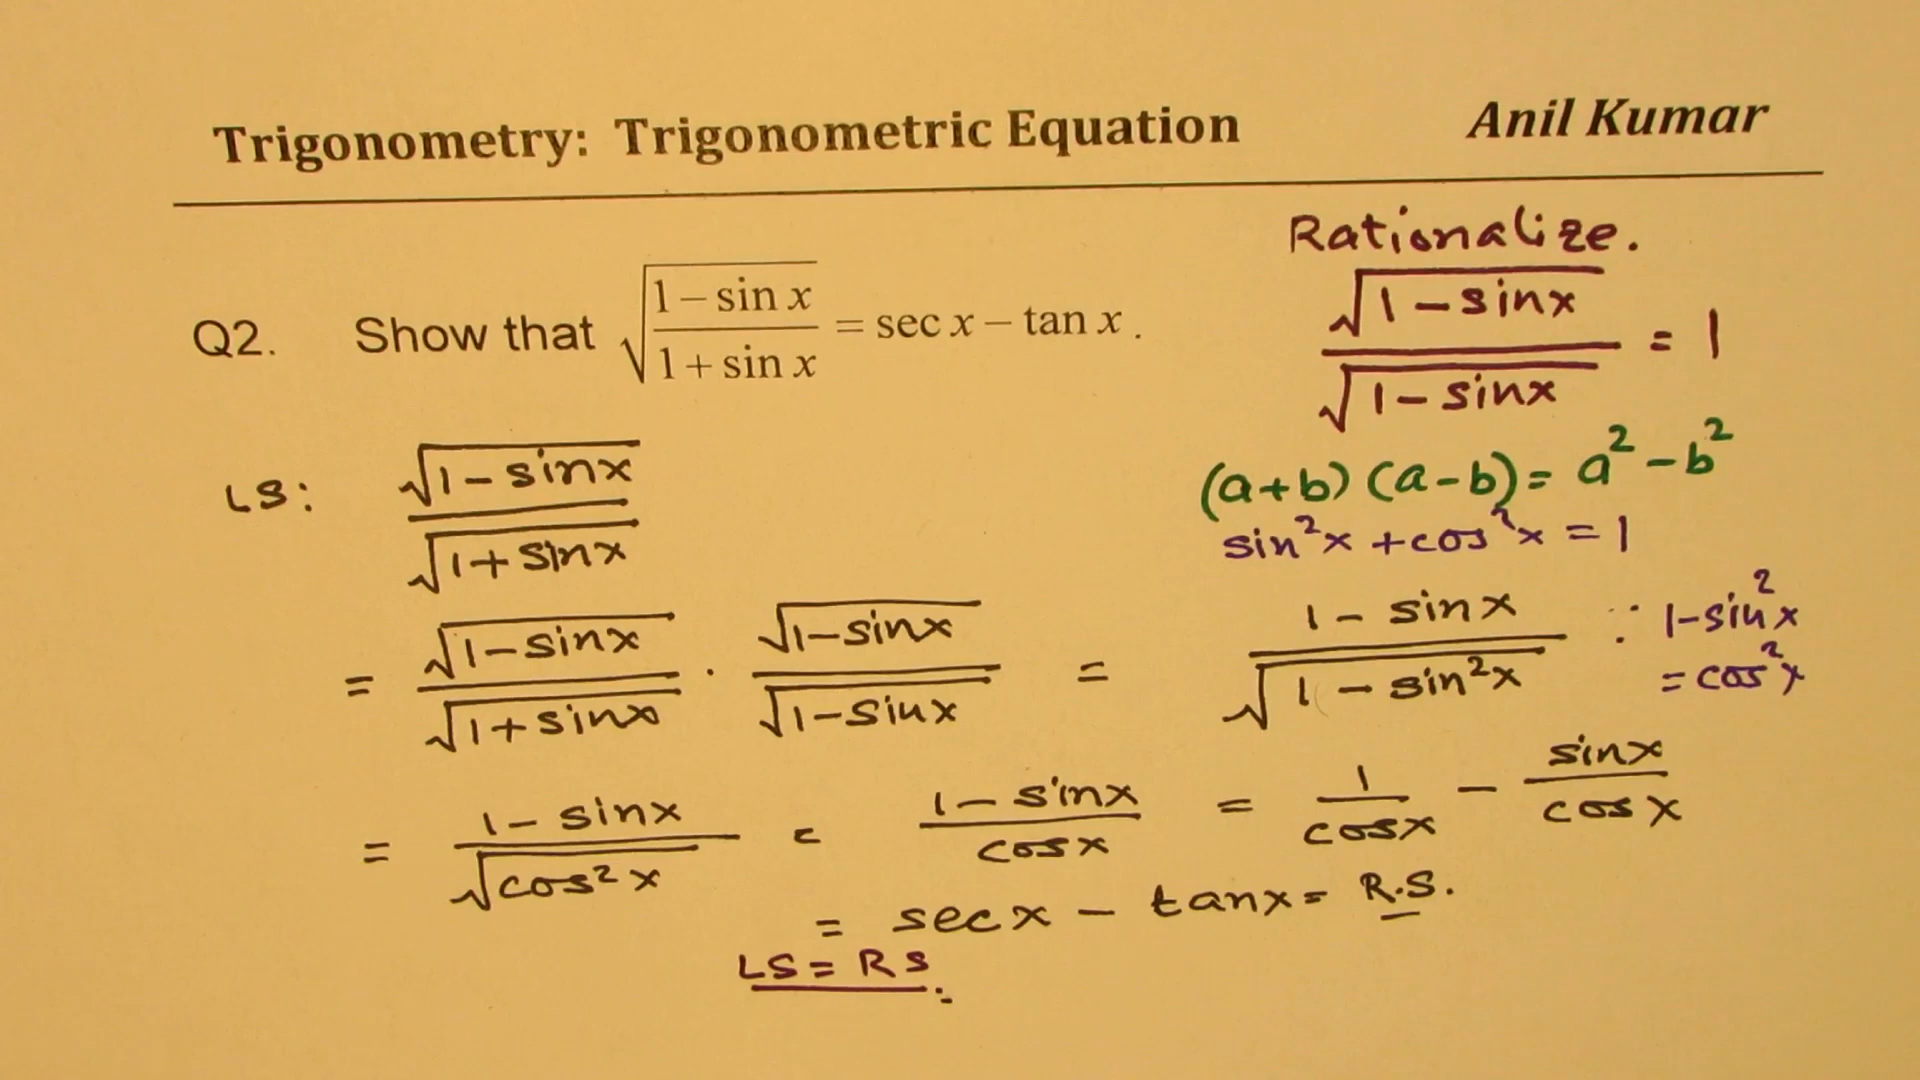 Trigonometry: Trigonometric Equation Anil Kumar
Rationalize.
Q2. Show that √((1 − sin x)/(1 + sin x)) = sec x − tan x.
√(1 − sinx) / √(1 − sinx) = 1
LS: √(1 − sinx) / √(1 + sinx)
(a+b)(a−b) = a² − b²
sin²x + cos²x = 1
= √(1 − sinx) / √(1 + sinx) · √(1 − sinx) / √(1 − sinx) = (1 − sinx) / √(1 − sin²x) ∵ 1 − sin²x
= cos²x
= (1 − sinx) / √(cos²x) = (1 − sinx) / cosx = 1/cosx − sinx/cosx
= secx − tanx = R.S.
LS = RS.